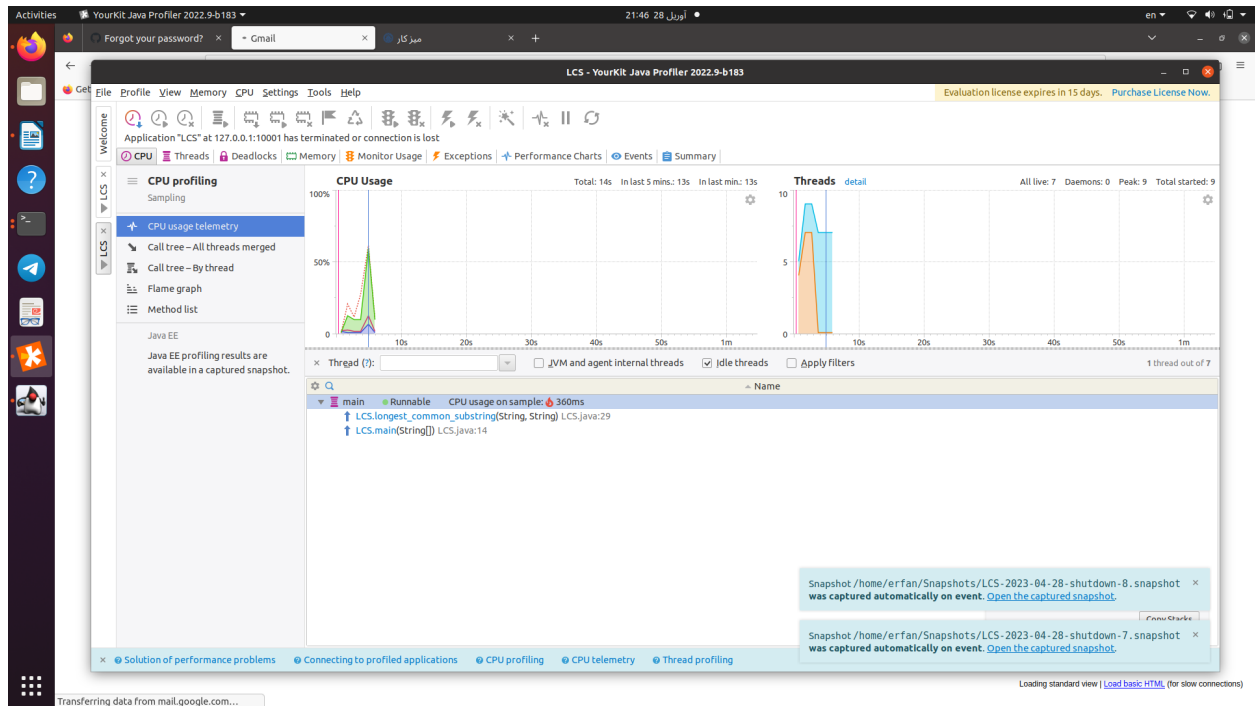 Activities YourKit Java Profiler 2022.9-b183 21:46 28 آوریل en
Forgot your password? × Gmail × میز کار × +
LCS - YourKit Java Profiler 2022.9-b183
File Profile View Memory CPU Settings Tools Help Evaluation license expires in 15 days. Purchase License Now.
Application "LCS" at 127.0.0.1:10001 has terminated or connection is lost
CPU Threads Deadlocks Memory Monitor Usage Exceptions Performance Charts Events Summary
Welcome
LCS
LCS
CPU profiling
Sampling
CPU usage telemetry
Call tree – All threads merged
Call tree – By thread
Flame graph
Method list
Java EE
Java EE profiling results are
available in a captured snapshot.
CPU Usage Total: 14s In last 5 mins.: 13s In last min.: 13s
100%
50%
0
10s 20s 30s 40s 50s 1m
Threads detail All live: 7 Daemons: 0 Peak: 9 Total started: 9
10
5
0
10s 20s 30s 40s 50s 1m
× Thread (?): JVM and agent internal threads Idle threads Apply filters 1 thread out of 7
Name
main Runnable CPU usage on sample: 360ms
LCS.longest_common_substring(String, String) LCS.java:29
LCS.main(String[]) LCS.java:14
Snapshot /home/erfan/Snapshots/LCS-2023-04-28-shutdown-8.snapshot ×
was captured automatically on event. Open the captured snapshot.
Copy Stacks
Snapshot /home/erfan/Snapshots/LCS-2023-04-28-shutdown-7.snapshot ×
was captured automatically on event. Open the captured snapshot.
× Solution of performance problems Connecting to profiled applications CPU profiling CPU telemetry Thread profiling
Loading standard view | Load basic HTML (for slow connections)
Transferring data from mail.google.com…